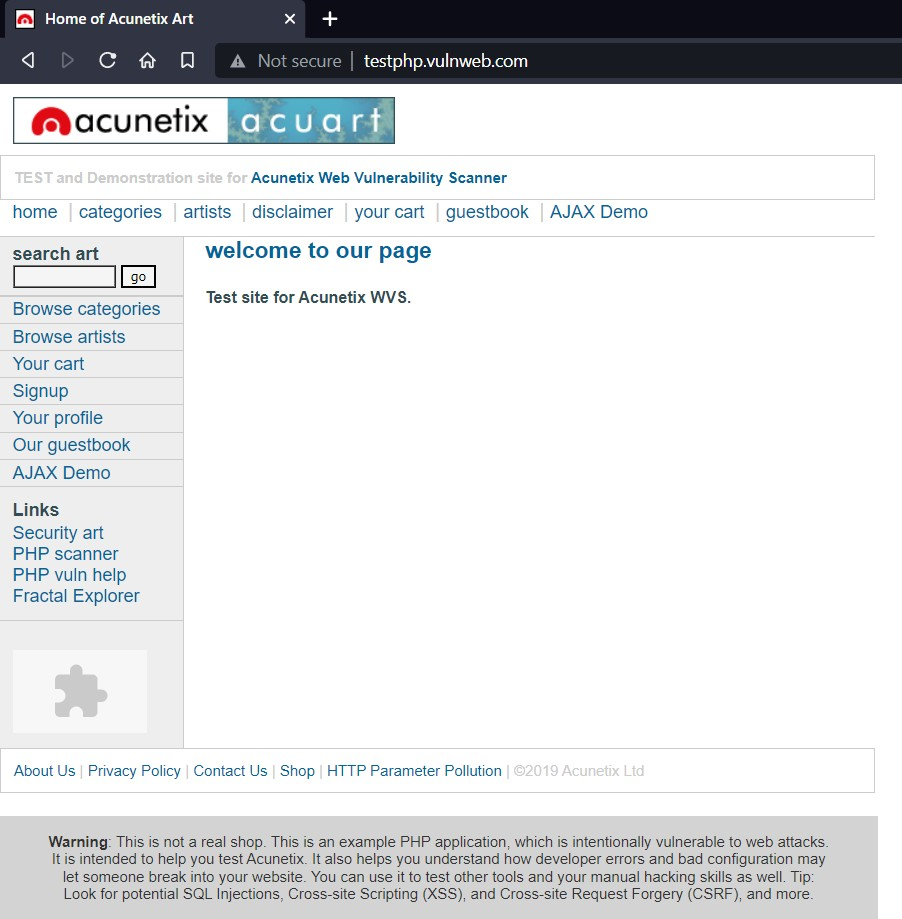 Home of Acunetix Art
Not secure | testphp.vulnweb.com
acunetix acuart
TEST and Demonstration site for Acunetix Web Vulnerability Scanner
home | categories | artists | disclaimer | your cart | guestbook | AJAX Demo
search art
go
Browse categories
Browse artists
Your cart
Signup
Your profile
Our guestbook
AJAX Demo
Links
Security art
PHP scanner
PHP vuln help
Fractal Explorer
welcome to our page
Test site for Acunetix WVS.
About Us | Privacy Policy | Contact Us | Shop | HTTP Parameter Pollution | ©2019 Acunetix Ltd
Warning: This is not a real shop. This is an example PHP application, which is intentionally vulnerable to web attacks.
It is intended to help you test Acunetix. It also helps you understand how developer errors and bad configuration may
let someone break into your website. You can use it to test other tools and your manual hacking skills as well. Tip:
Look for potential SQL Injections, Cross-site Scripting (XSS), and Cross-site Request Forgery (CSRF), and more.